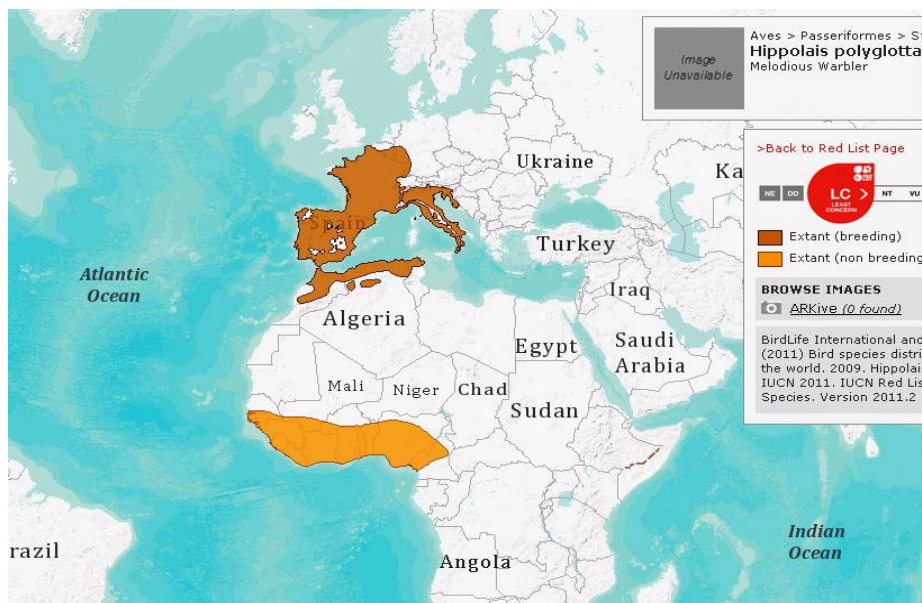 Aves > Passeriformes > S
Hippolais polyglotta
Melodious Warbler
Image
Unavailable
>Back to Red List Page
NE DD LC > NT VU
LEAST
CONCERN
Extant (breeding)
Extant (non breeding
BROWSE IMAGES
ARKive (0 found)
BirdLife International and
(2011) Bird species distri
the world. 2009. Hippolai
IUCN 2011. IUCN Red Lis
Species. Version 2011.2
Ukraine
Ka
Spain
Turkey
Atlantic
Ocean
Iraq
Algeria
Egypt
Saudi
Arabia
Mali
Niger
Chad
Sudan
Indian
Ocean
razil
Angola